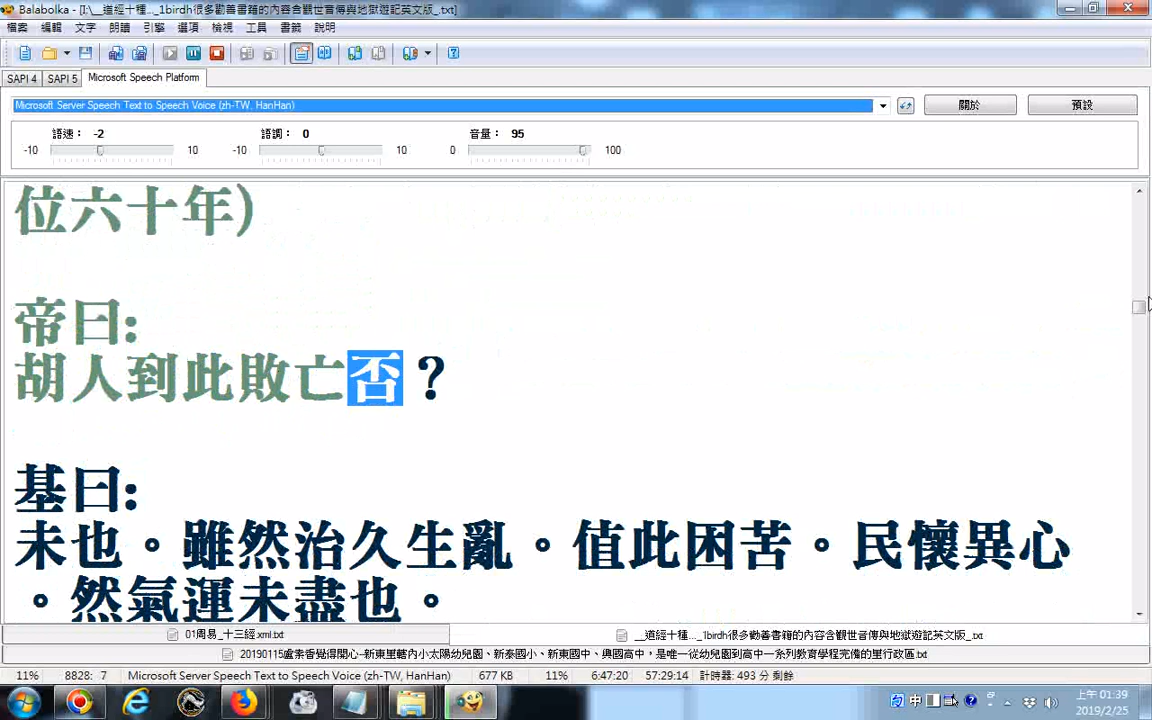 Balabolka - [I:\__道經十種..._1birdh很多勸善書籍的內容含觀世音傳與地獄遊記英文版_.txt]
檔案 編輯 文字 朗讀 引擎 選項 檢視 工具 書籤 說明
SAPI 4 SAPI 5 Microsoft Speech Platform
Microsoft Server Speech Text to Speech Voice (zh-TW, HanHan) 關於 預設
語速： -2 語調： 0 音量： 95
-10 10 -10 10 0 100
位六十年)
帝曰:
胡人到此敗亡否？
基曰:
未也。雖然治久生亂。值此困苦。民懷異心
。然氣運未盡也。
01周易_十三經.xml.txt __道經十種..._1birdh很多勸善書籍的內容含觀世音傳與地獄遊記英文版_.txt
20190115盧素香覺得開心-新東里轄內小太陽幼兒園、新泰國小、新東國中、興國高中，是唯一從幼兒園到高中一系列教育學程完備的里行政區.txt
11% 8828: 7 Microsoft Server Speech Text to Speech Voice (zh-TW, HanHan) 677 KB 11% 6:47:20 57:29:14 計時器: 493 分 剩餘
中 上午 01:39
2019/2/25